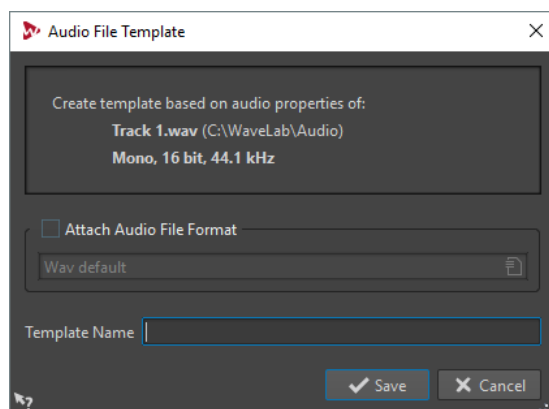 Audio File Template
Create template based on audio properties of:
Track 1.wav (C:\WaveLab\Audio)
Mono, 16 bit, 44.1 kHz
Attach Audio File Format
Wav default
Template Name
Save Cancel
?